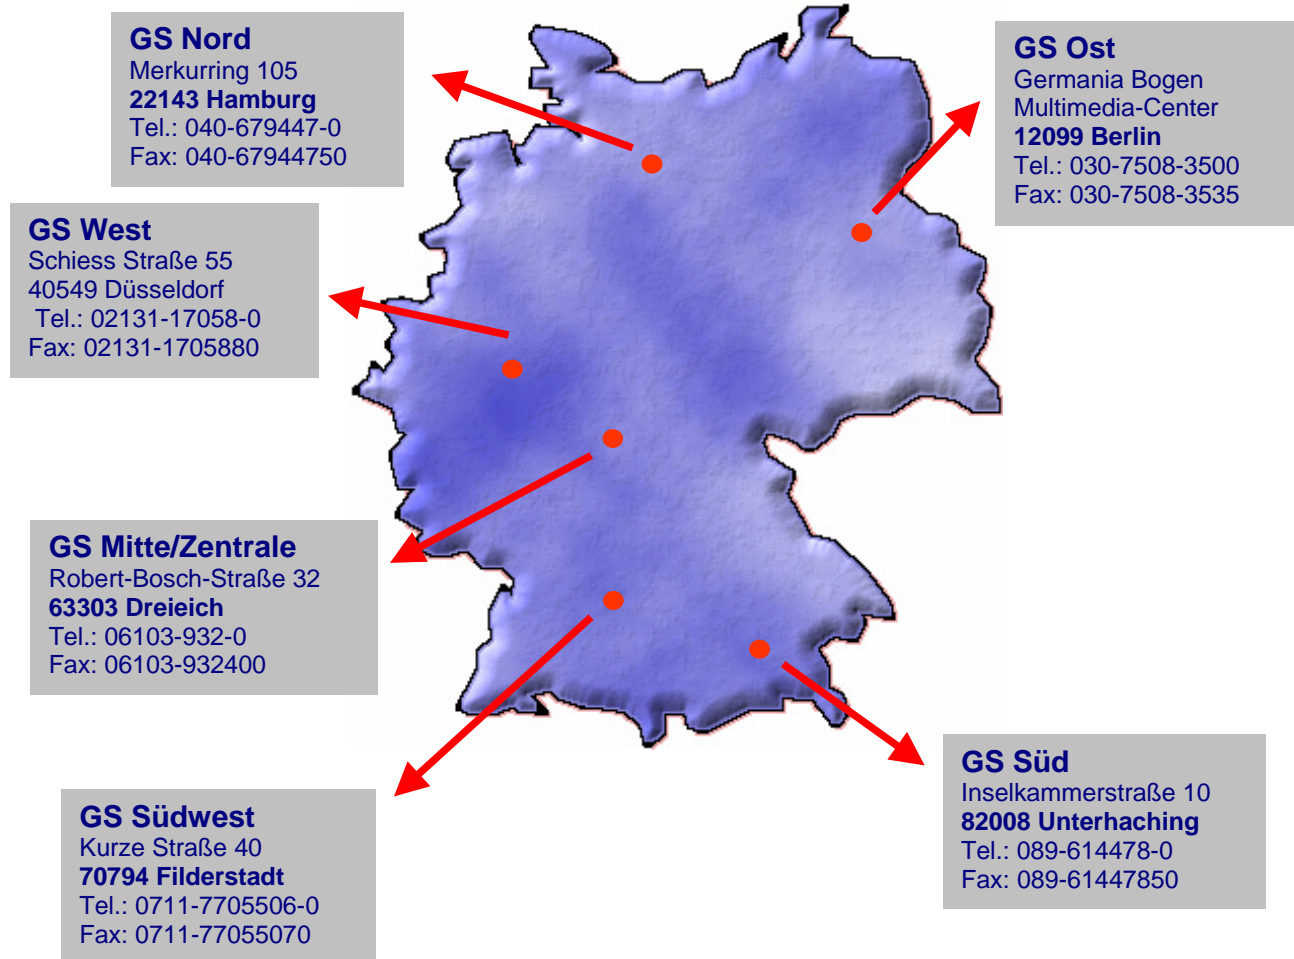 GS Nord
Merkurring 105
22143 Hamburg
Tel.: 040-679447-0
Fax: 040-67944750
GS Ost
Germania Bogen
Multimedia-Center
12099 Berlin
Tel.: 030-7508-3500
Fax: 030-7508-3535
GS West
Schiess Straße 55
40549 Düsseldorf
Tel.: 02131-17058-0
Fax: 02131-1705880
GS Mitte/Zentrale
Robert-Bosch-Straße 32
63303 Dreieich
Tel.: 06103-932-0
Fax: 06103-932400
GS Südwest
Kurze Straße 40
70794 Filderstadt
Tel.: 0711-7705506-0
Fax: 0711-77055070
GS Süd
Inselkammerstraße 10
82008 Unterhaching
Tel.: 089-614478-0
Fax: 089-61447850